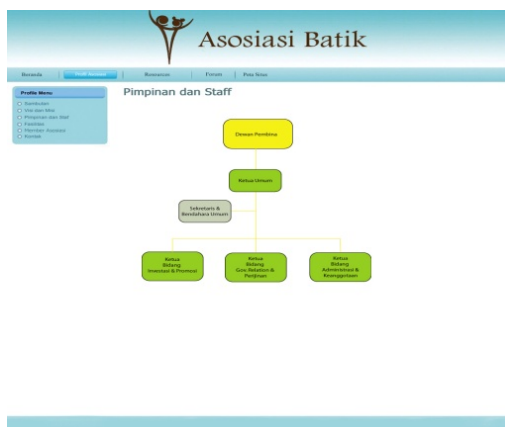 Asosiasi Batik
Beranda
Profil Asosiasi
Resources
Forum
Peta Situs
Profile Menu
Sambutan
Visi dan Misi
Pimpinan dan Staf
Fasilitas
Member Asosiasi
Kontak
Pimpinan dan Staff
Dewan Pembina
Ketua Umum
Sekretaris &
Bendahara Umum
Ketua
Bidang
Investasi & Promosi
Ketua
Bidang
Gov. Relation &
Perijinan
Ketua
Bidang
Administrasi &
Keanggotaan